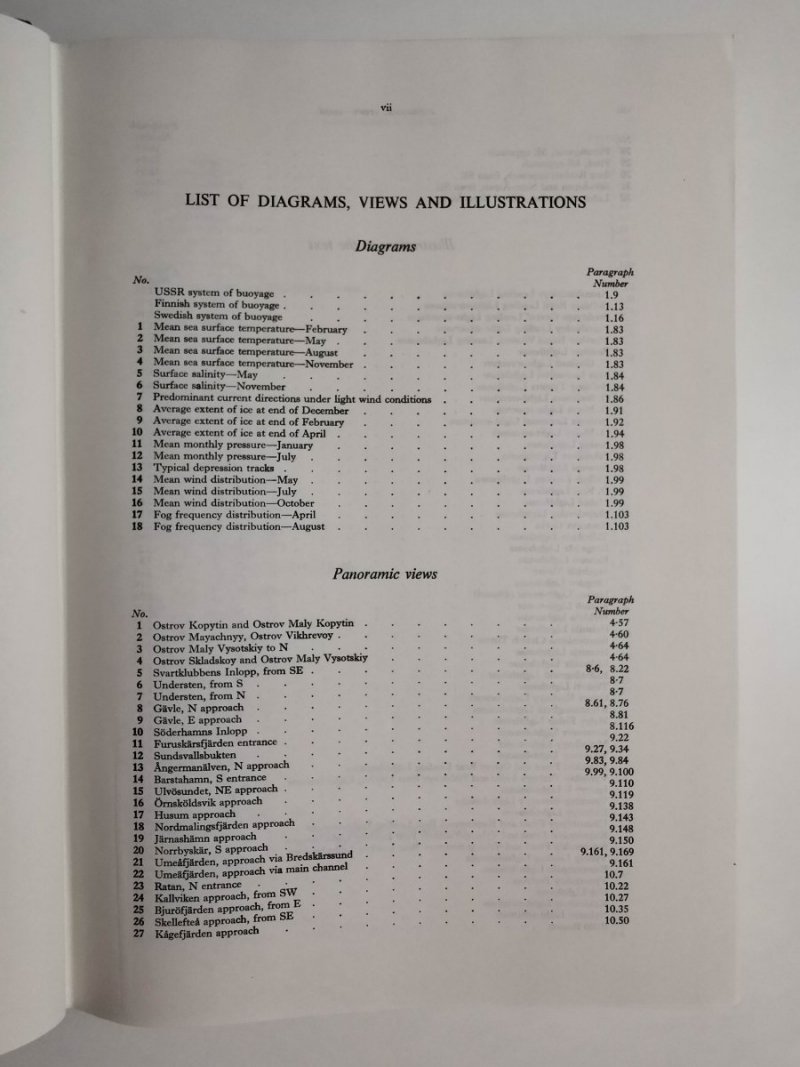 vii
LIST OF DIAGRAMS, VIEWS AND ILLUSTRATIONS
Diagrams
No. Paragraph Number
USSR system of buoyage 1.9
Finnish system of buoyage 1.13
Swedish system of buoyage 1.16
1 Mean sea surface temperature—February 1.83
2 Mean sea surface temperature—May 1.83
3 Mean sea surface temperature—August 1.83
4 Mean sea surface temperature—November 1.83
5 Surface salinity—May 1.84
6 Surface salinity—November 1.84
7 Predominant current directions under light wind conditions 1.86
8 Average extent of ice at end of December 1.91
9 Average extent of ice at end of February 1.92
10 Average extent of ice at end of April 1.94
11 Mean monthly pressure—January 1.98
12 Mean monthly pressure—July 1.98
13 Typical depression tracks 1.98
14 Mean wind distribution—May 1.99
15 Mean wind distribution—July 1.99
16 Mean wind distribution—October 1.99
17 Fog frequency distribution—April 1.103
18 Fog frequency distribution—August 1.103
Panoramic views
No. Paragraph Number
1 Ostrov Kopytin and Ostrov Maly Kopytin 4·57
2 Ostrov Mayachnyy, Ostrov Vikhrevoy 4·60
3 Ostrov Maly Vysotskiy to N 4·64
4 Ostrov Skladskoy and Ostrov Maly Vysotskiy 4·64
5 Svartklubbens Inlopp, from SE 8·6, 8.22
6 Understen, from S 8·7
7 Understen, from N 8·7
8 Gävle, N approach 8.61, 8.76
9 Gävle, E approach 8.81
10 Söderhamns Inlopp 8.116
11 Furuskärsfjärden entrance 9.22
12 Sundsvallsbukten 9.27, 9.34
13 Ångermanälven, N approach 9.83, 9.84
14 Barstahamn, S entrance 9.99, 9.100
15 Ulvösundet, NE approach 9.110
16 Örnsköldsvik approach 9.119
17 Husum approach 9.138
18 Nordmalingsfjärden approach 9.143
19 Järnashämn approach 9.148
20 Norrbyskär, S approach 9.150
21 Umeåfjärden, approach via Bredskärssund 9.161, 9.169
22 Umeåfjärden, approach via main channel 9.161
23 Ratan, N entrance 10.7
24 Kallviken approach, from SW 10.22
25 Bjuröfjärden approach, from E 10.27
26 Skellefteå approach, from SE 10.35
27 Kågefjärden approach 10.50